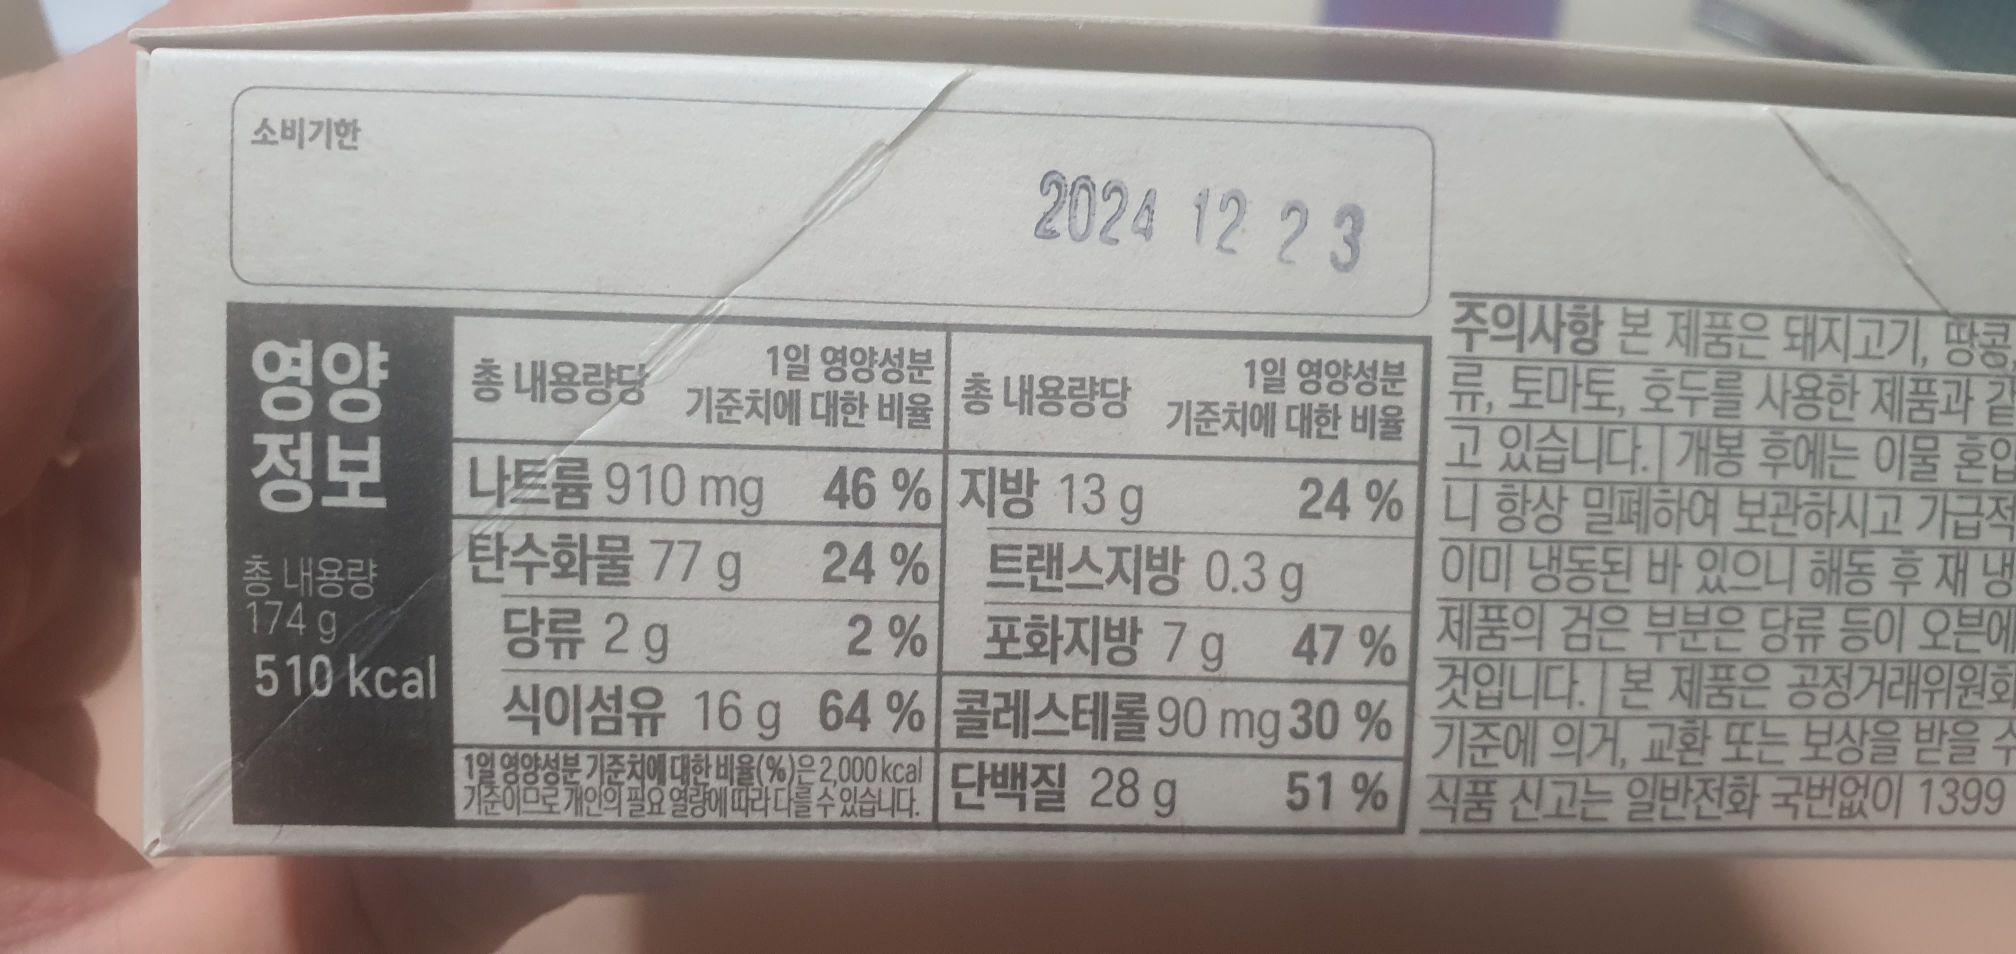 소비기한
2024 12 23
영양
정보
총 내용량
174 g
510 kcal
총 내용량당
1일 영양성분
기준치에 대한 비율
나트륨 910 mg 46 %
탄수화물 77 g 24 %
당류 2 g 2 %
식이섬유 16 g 64 %
1일 영양성분 기준치에 대한 비율(%)은 2,000 kcal
기준이므로 개인의 필요 열량에 따라 다를 수 있습니다.
총 내용량당
1일 영양성분
기준치에 대한 비율
지방 13 g 24 %
트랜스지방 0.3 g
포화지방 7 g 47 %
콜레스테롤 90 mg 30 %
단백질 28 g 51 %
주의사항 본 제품은 돼지고기, 땅콩,
류, 토마토, 호두를 사용한 제품과 같
고 있습니다. | 개봉 후에는 이물 혼입
니 항상 밀폐하여 보관하시고 가급적
이미 냉동된 바 있으니 해동 후 재 냉
제품의 검은 부분은 당류 등이 오븐에
것입니다. | 본 제품은 공정거래위원회
기준에 의거, 교환 또는 보상을 받을 수
식품 신고는 일반전화 국번없이 1399